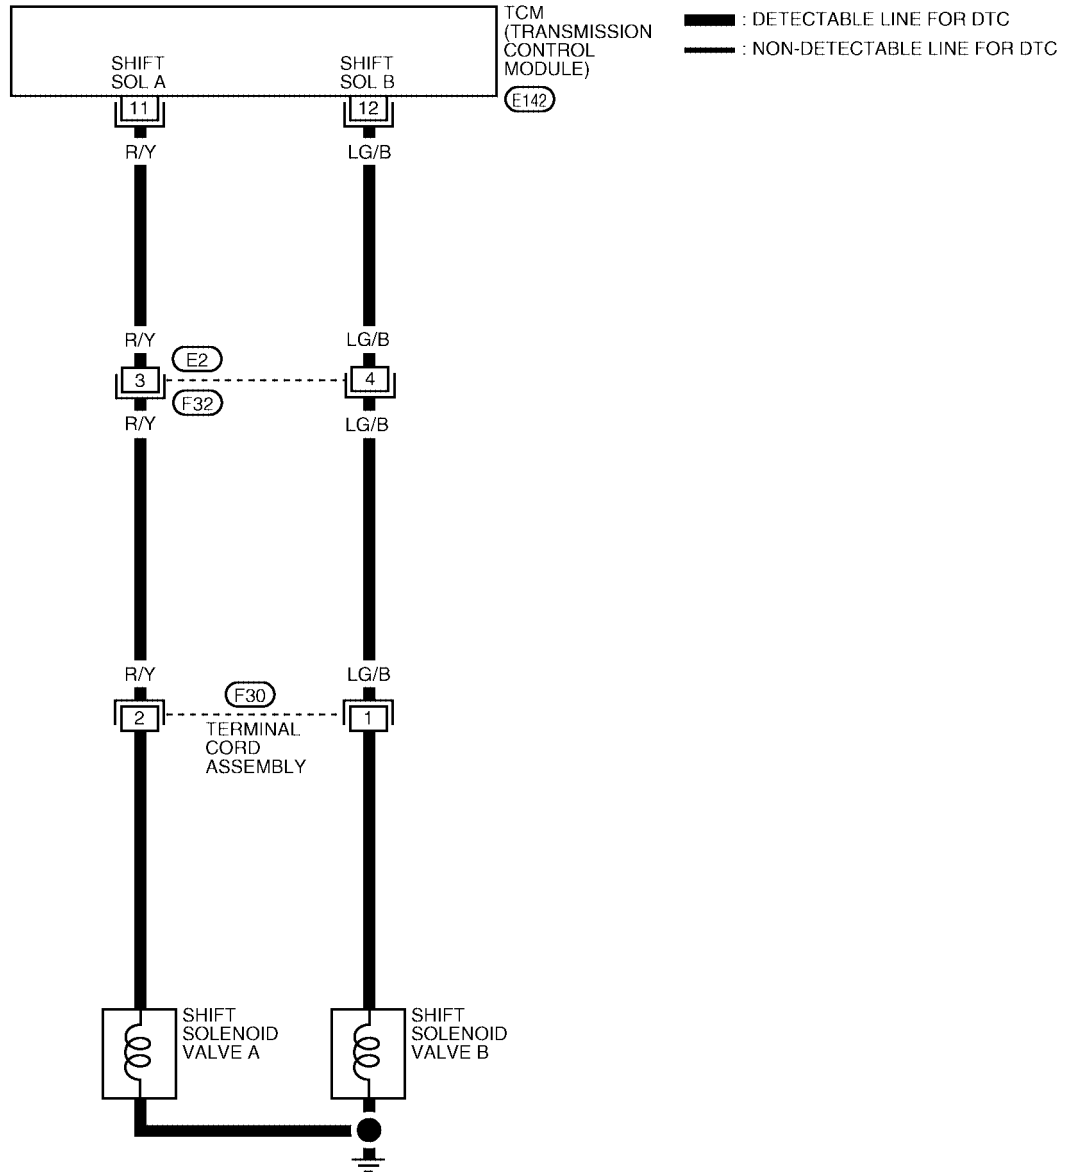 TCM
(TRANSMISSION
CONTROL
MODULE)
E142
: DETECTABLE LINE FOR DTC
: NON-DETECTABLE LINE FOR DTC
SHIFT
SOL A
SHIFT
SOL B
11
12
R/Y
LG/B
R/Y
LG/B
E2
3
4
F32
R/Y
LG/B
R/Y
LG/B
F30
2
1
TERMINAL
CORD
ASSEMBLY
SHIFT
SOLENOID
VALVE A
SHIFT
SOLENOID
VALVE B